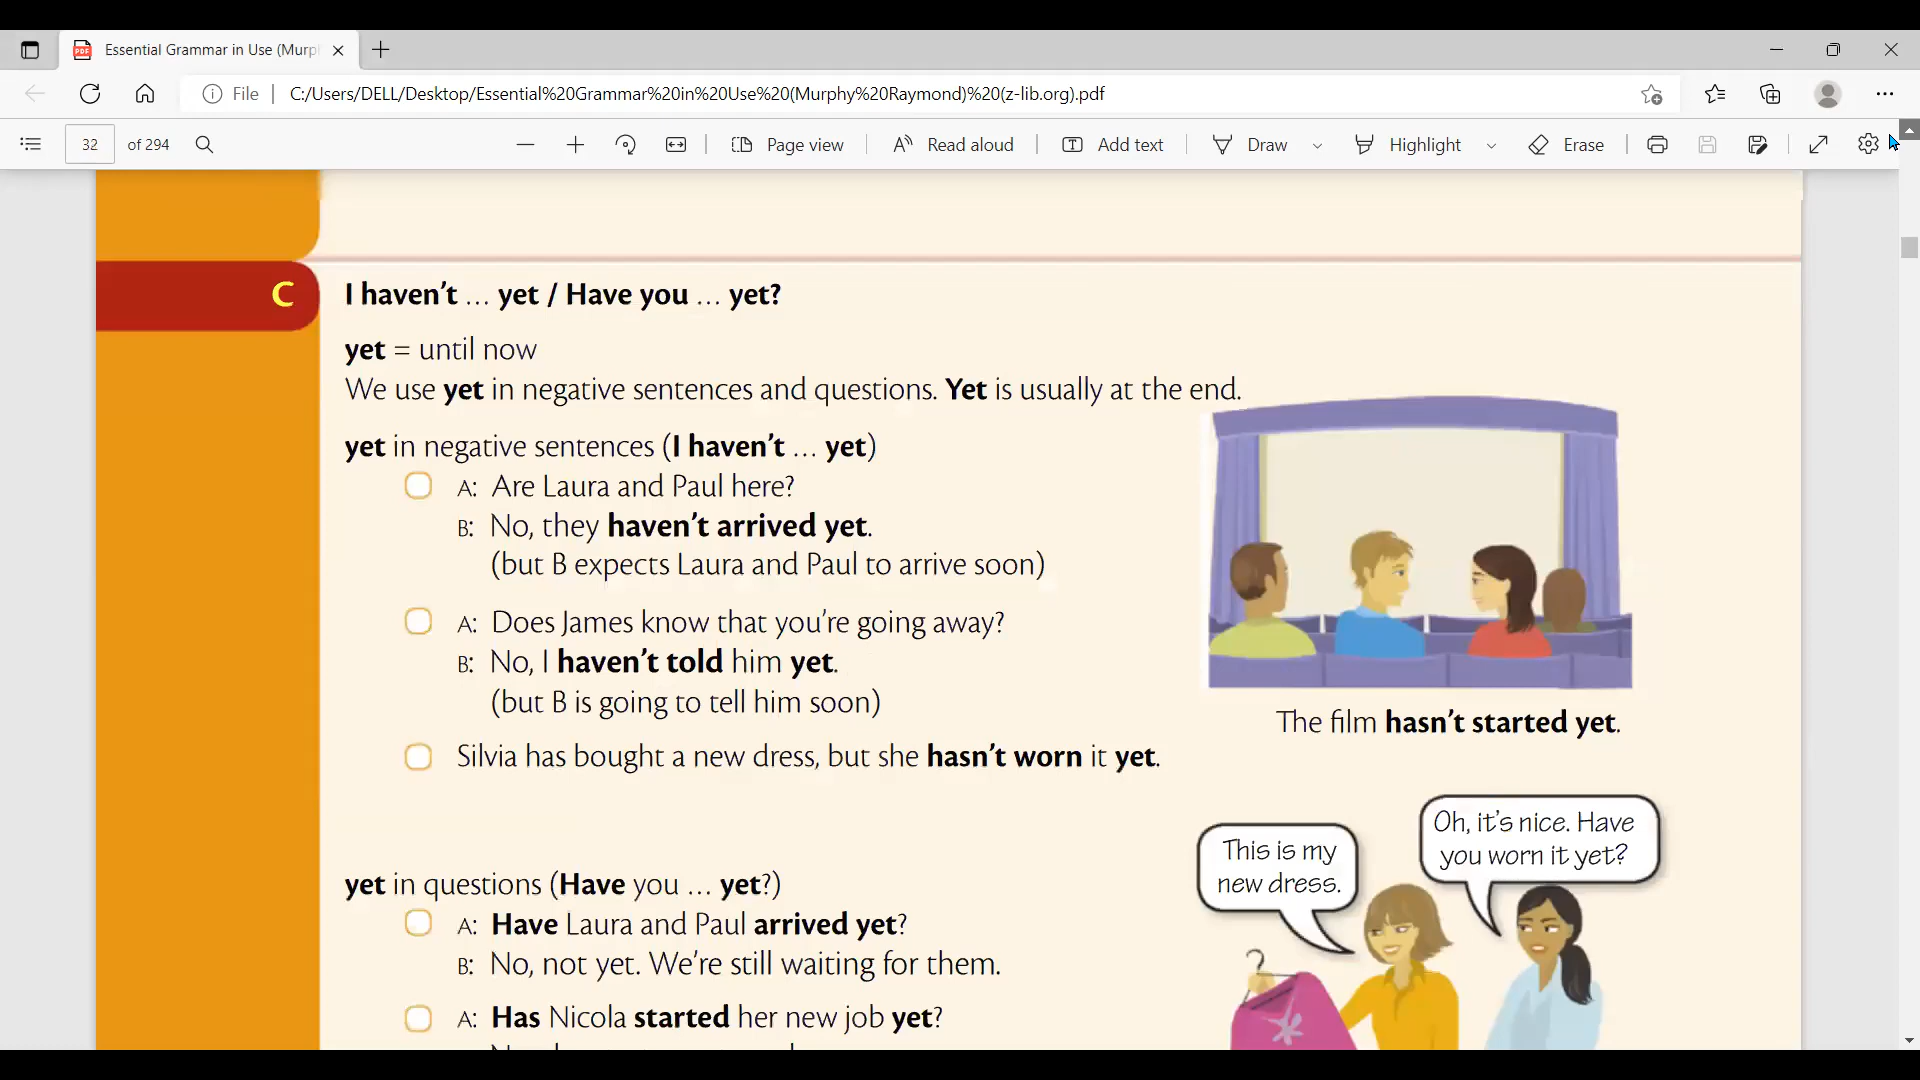 Essential Grammar in Use (Murp
File
C:/Users/DELL/Desktop/Essential%20Grammar%20in%20Use%20(Murphy%20Raymond)%20(z-lib.org).pdf
32 of 294
Page view
Read aloud
Add text
Draw
Highlight
Erase
C
I haven't … yet / Have you … yet?
yet = until now
We use yet in negative sentences and questions. Yet is usually at the end.
yet in negative sentences (I haven't … yet)
A: Are Laura and Paul here?
B: No, they haven't arrived yet.
(but B expects Laura and Paul to arrive soon)
A: Does James know that you're going away?
B: No, I haven't told him yet.
(but B is going to tell him soon)
Silvia has bought a new dress, but she hasn't worn it yet.
The film hasn't started yet.
This is my
new dress.
Oh, it's nice. Have
you worn it yet?
yet in questions (Have you … yet?)
A: Have Laura and Paul arrived yet?
B: No, not yet. We're still waiting for them.
A: Has Nicola started her new job yet?